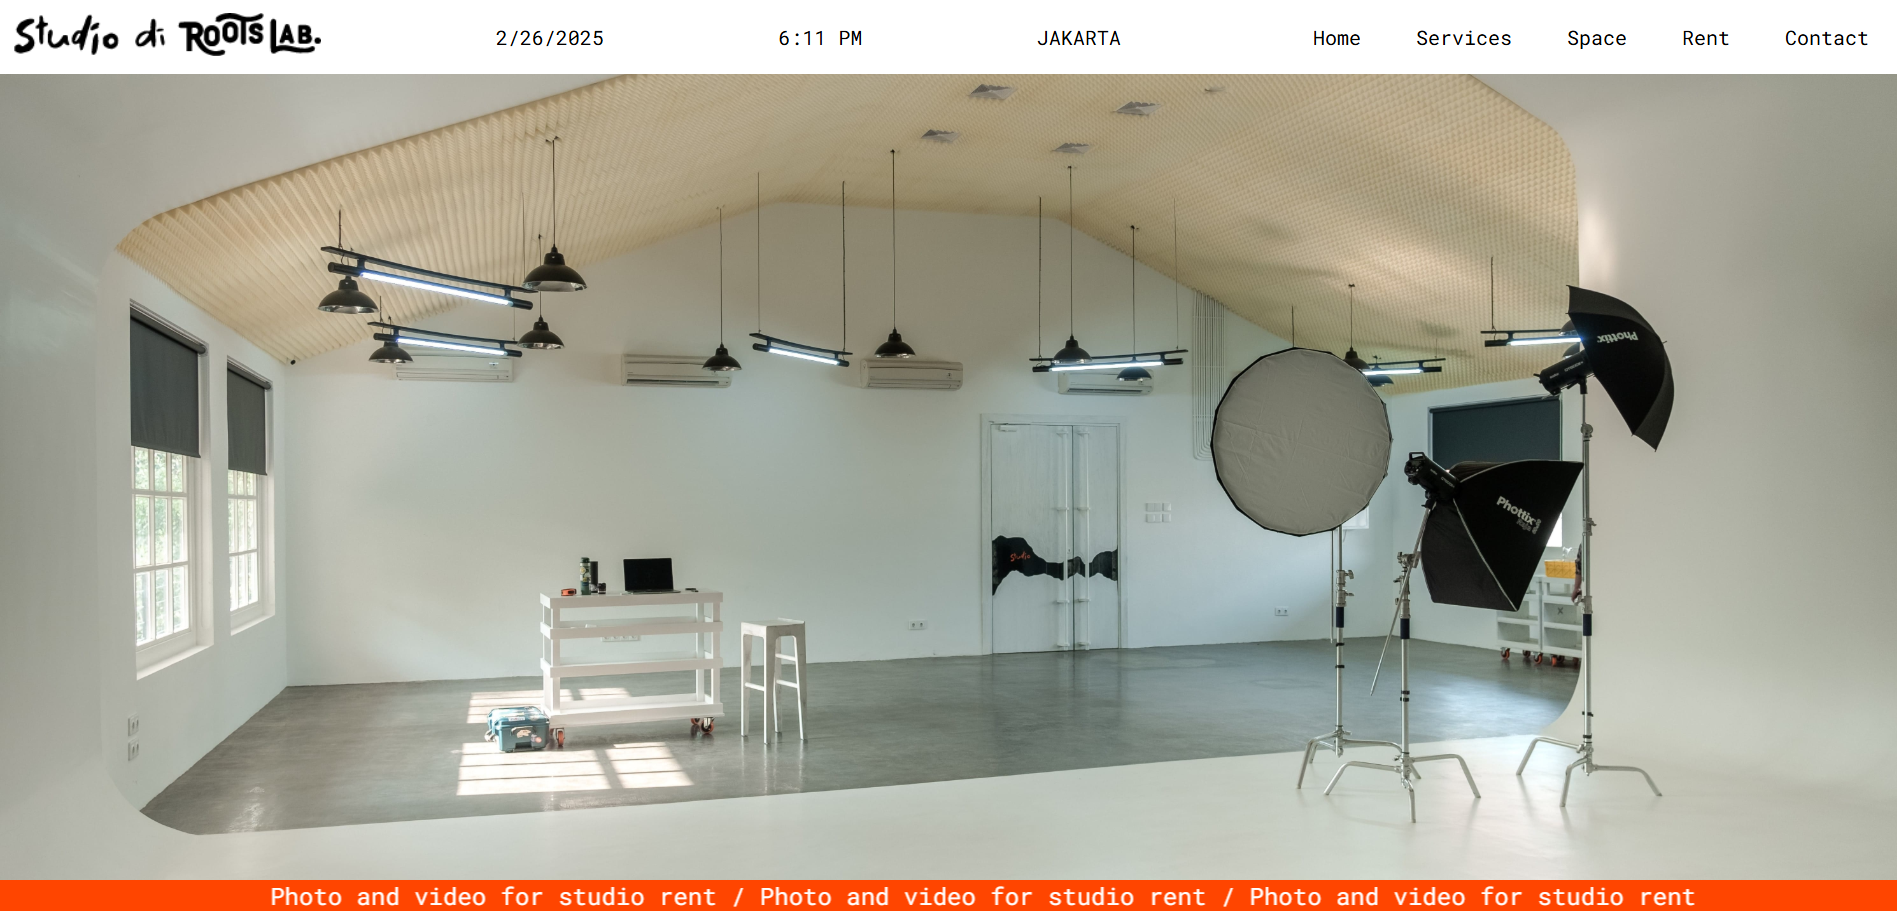 Studio di ROOTS LAB.
2/26/2025 6:11 PM JAKARTA Home Services Space Rent Contact
Phottix
Phottix
Studio
Photo and video for studio rent / Photo and video for studio rent / Photo and video for studio rent